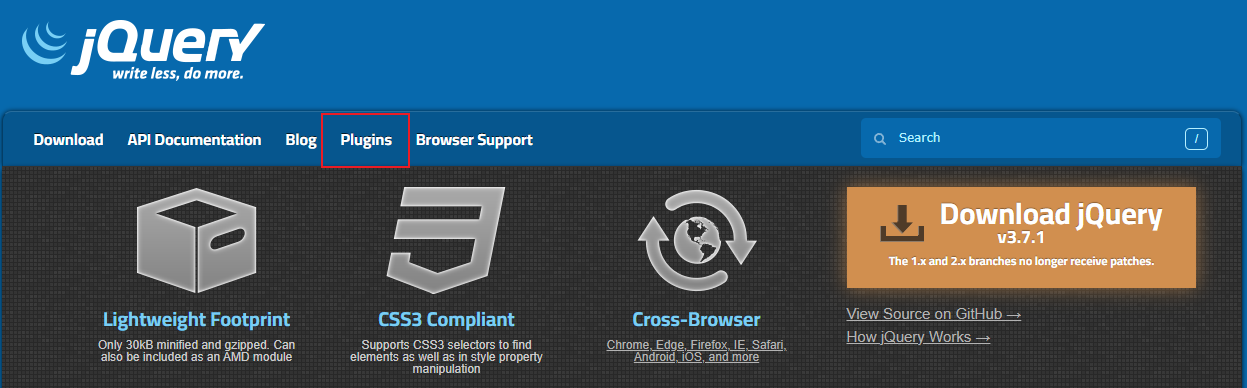 jQuery
write less, do more.
Download API Documentation Blog Plugins Browser Support
Search /
Download jQuery
v3.7.1
The 1.x and 2.x branches no longer receive patches.
Lightweight Footprint
Only 30kB minified and gzipped. Can
also be included as an AMD module
CSS3 Compliant
Supports CSS3 selectors to find
elements as well as in style property
manipulation
Cross-Browser
Chrome, Edge, Firefox, IE, Safari,
Android, iOS, and more
View Source on GitHub →
How jQuery Works →